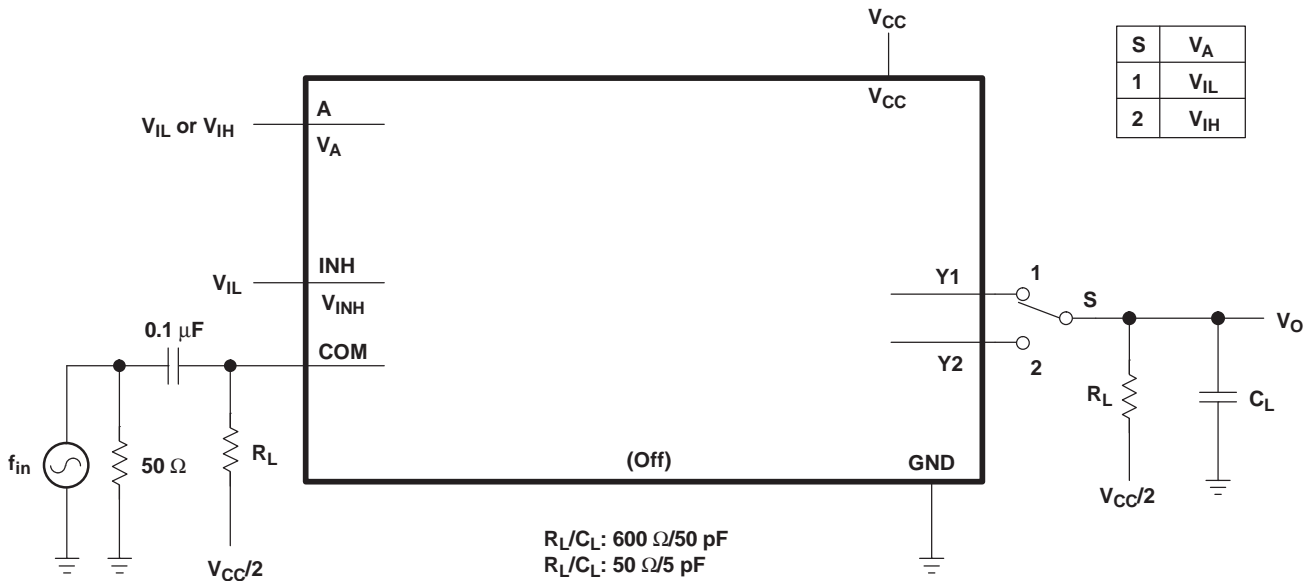 VCC
S VA
1 VIL
2 VIH
VCC
A
VIL or VIH
VA
INH
VIL
VINH
Y1
1
S
VO
0.1 μF
COM
Y2
2
RL
CL
fin
50 Ω
RL
(Off)
GND
VCC/2
VCC/2
RL/CL: 600 Ω/50 pF
RL/CL: 50 Ω/5 pF